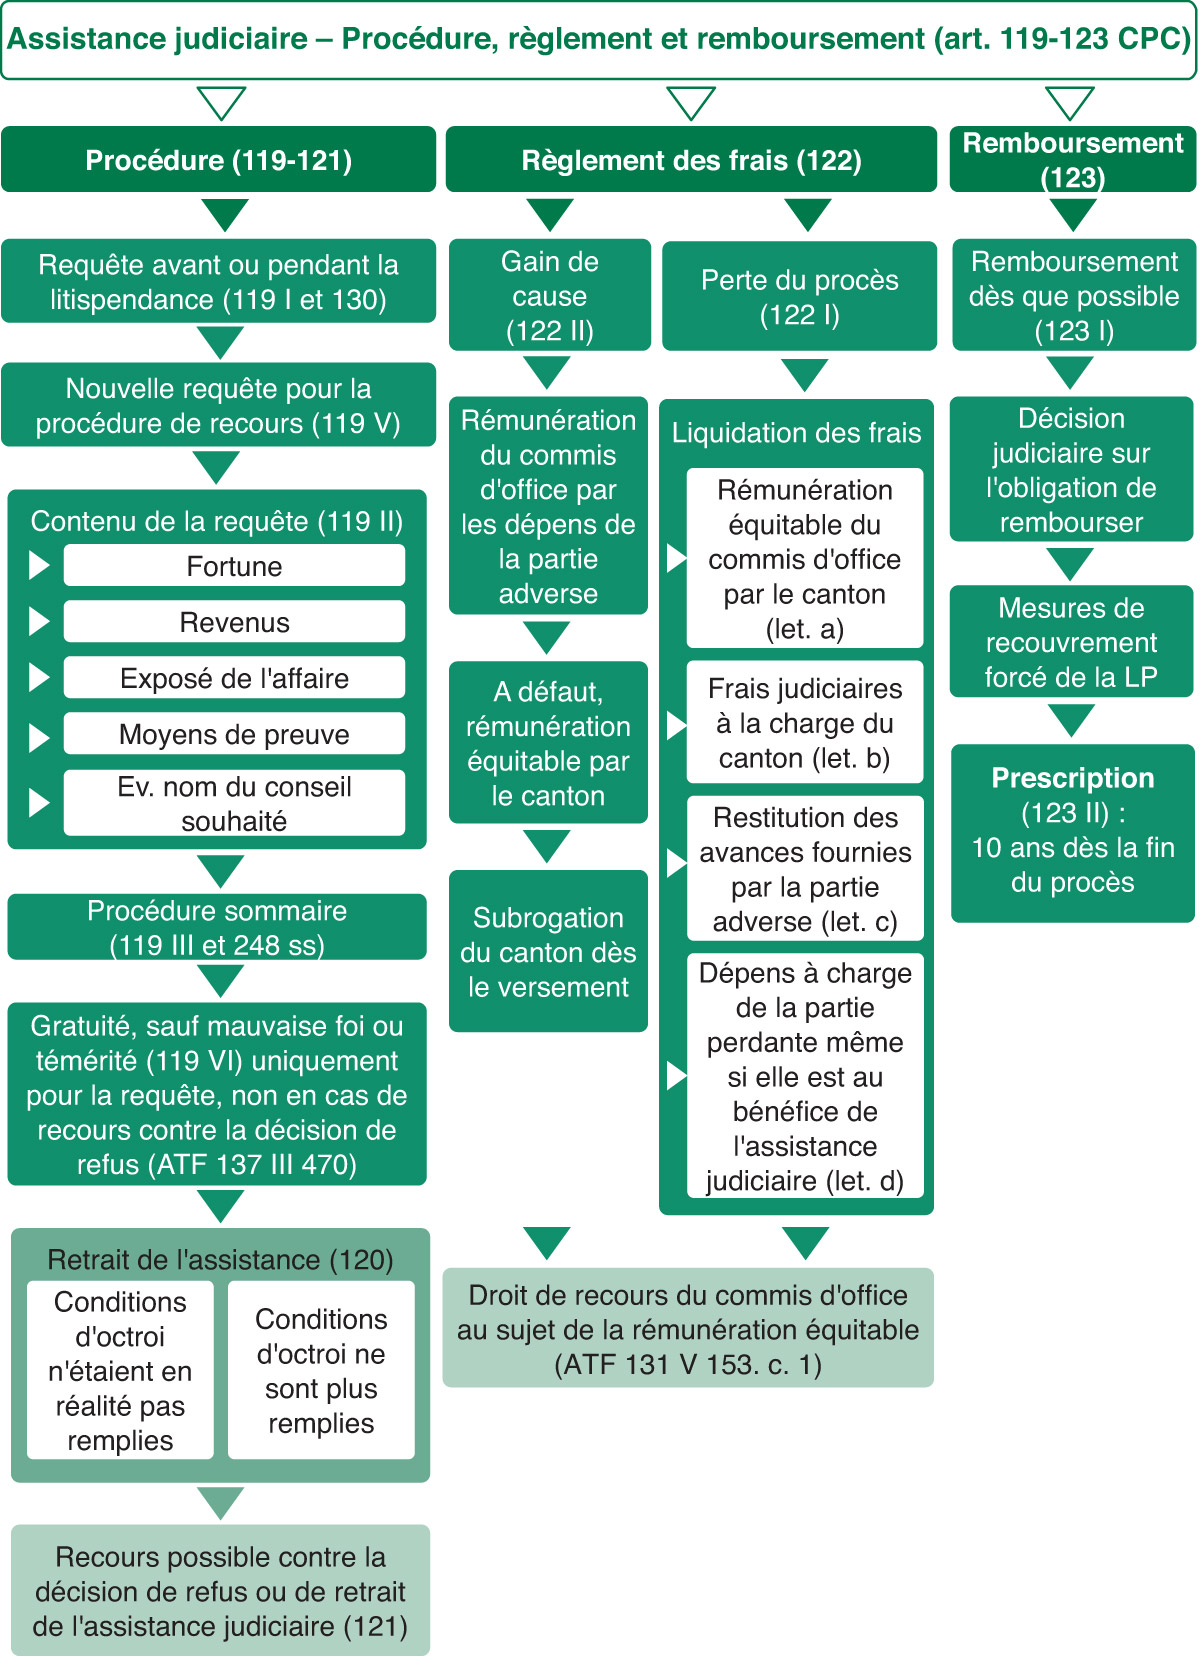 Assistance judiciaire – Procédure, règlement et remboursement (art. 119-123 CPC)
Procédure (119-121)
Requête avant ou pendant la
litispendance (119 I et 130)
Nouvelle requête pour la
procédure de recours (119 V)
Contenu de la requête (119 II)
Fortune
Revenus
Exposé de l'affaire
Moyens de preuve
Ev. nom du conseil
souhaité
Procédure sommaire
(119 III et 248 ss)
Gratuité, sauf mauvaise foi ou
témérité (119 VI) uniquement
pour la requête, non en cas de
recours contre la décision de
refus (ATF 137 III 470)
Retrait de l'assistance (120)
Conditions
d'octroi
n'étaient en
réalité pas
remplies
Conditions
d'octroi ne
sont plus
remplies
Recours possible contre la
décision de refus ou de retrait
de l'assistance judiciaire (121)
Règlement des frais (122)
Gain de
cause
(122 II)
Rémunération
du commis
d'office par
les dépens de
la partie
adverse
A défaut,
rémunération
équitable par
le canton
Subrogation
du canton dès
le versement
Perte du procès
(122 I)
Liquidation des frais
Rémunération
équitable du
commis d'office
par le canton
(let. a)
Frais judiciaires
à la charge du
canton (let. b)
Restitution des
avances fournies
par la partie
adverse (let. c)
Dépens à charge
de la partie
perdante même
si elle est au
bénéfice de
l'assistance
judiciaire (let. d)
Droit de recours du commis d'office
au sujet de la rémunération équitable
(ATF 131 V 153. c. 1)
Remboursement
(123)
Remboursement
dès que possible
(123 I)
Décision
judiciaire sur
l'obligation de
rembourser
Mesures de
recouvrement
forcé de la LP
Prescription
(123 II) :
10 ans dès la fin
du procès